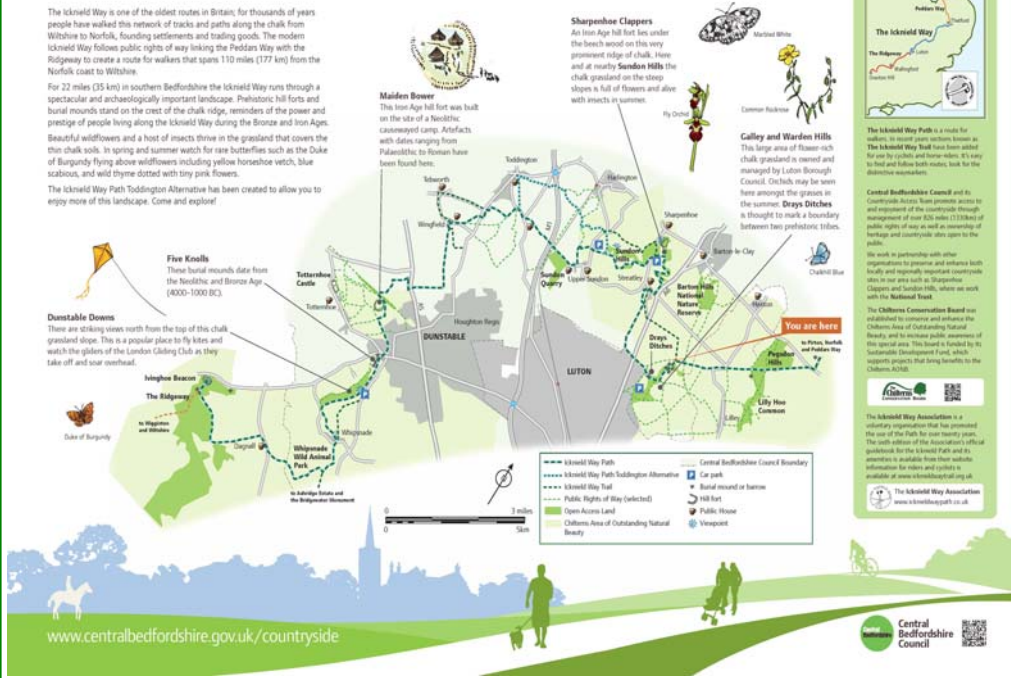 The Icknield Way is one of the oldest routes in Britain; for thousands of years
people have walked this network of tracks and paths along the chalk from
Wiltshire to Norfolk, founding settlements and trading goods. The modern
Icknield Way follows public rights of way linking the Peddars Way with the
Ridgeway to create a route for walkers that spans 110 miles (177 km) from the
Norfolk coast to Wiltshire.
For 22 miles (35 km) in southern Bedfordshire the Icknield Way runs through a
spectacular and archaeologically important landscape. Prehistoric hill forts and
burial mounds stand on the crest of the chalk ridge, reminders of the power and
prestige of people living along the Icknield Way during the Bronze and Iron Ages.
Beautiful wildflowers and a host of insects thrive in the grassland that covers the
thin chalk soils. In spring and summer watch for rare butterflies such as the Duke
of Burgundy flying above wildflowers including yellow horseshoe vetch, blue
scabious, and wild thyme dotted with tiny pink flowers.
The Icknield Way Path Toddington Alternative has been created to allow you to
enjoy more of this landscape. Come and explore!
Maiden Bower
This Iron Age hill fort was built
on the site of a Neolithic
causewayed camp. Artefacts
with dates ranging from
Palaeolithic to Roman have
been found here.
Sharpenhoe Clappers
An Iron Age hill fort lies under
the beech wood on this very
prominent ridge of chalk. Here
and at nearby Sundon Hills the
chalk grassland on the steep
slopes is full of flowers and alive
with insects in summer.
Marbled White
Fly Orchid
Common Rockrose
Galley and Warden Hills
This large area of flower-rich
chalk grassland is owned and
managed by Luton Borough
Council. Orchids may be seen
here amongst the grasses in
the summer. Drays Ditches
is thought to mark a boundary
between two prehistoric tribes.
Chalkhill Blue
Five Knolls
These burial mounds date from
the Neolithic and Bronze Age
(4000–1000 BC).
Dunstable Downs
There are striking views north from the top of this chalk
grassland slope. This is a popular place to fly kites and
watch the gliders of the London Gliding Club as they
take off and soar overhead.
Duke of Burgundy
Toddington
Tebworth
Harlington
Wingfield
Sharpenhoe
Barton-le-Clay
Sundon
Hills
Sundon
Quarry
Upper Sundon
Streatley
Barton Hills
National
Nature
Reserve
Hexton
Totternhoe
Castle
Totternhoe
Houghton Regis
DUNSTABLE
LUTON
Drays
Ditches
You are here
to Pirton, Norfolk
and Peddars Way
Pegsdon
Hills
Lilly Hoo
Common
Lilley
Ivinghoe Beacon
The Ridgeway
to Wigginton
and Wiltshire
Dagnall
Whipsnade
Whipsnade
Wild Animal
Park
to Ashridge Estate and
the Bridgewater Monument
0 3 miles
0 5km
Icknield Way Path
Icknield Way Path Toddington Alternative
Icknield Way Trail
Public Rights of Way (selected)
Open Access Land
Chilterns Area of Outstanding Natural
Beauty
Central Bedfordshire Council Boundary
Car park
Burial mound or barrow
Hill fort
Public House
Viewpoint
Peddars Way
Thetford
The Icknield Way
Luton
The Ridgeway
Wallingford
The Icknield Way Path is a route for
walkers, in recent years sections known as
The Icknield Way Trail have been added
for use by cyclists and horse-riders. It's easy
to find and follow both routes, look for the
distinctive waymarkers.
Central Bedfordshire Council and its
Countryside Access Team promote access to
and enjoyment of the countryside through
management of over 826 miles (1330km) of
public rights of way as well as ownership of
heritage and countryside sites open to the
public.
We work in partnership with other
organisations to preserve and enhance both
locally and regionally important countryside
sites in our area such as Sharpenhoe
Clappers and Sundon Hills, where we work
with the National Trust.
The Chilterns Conservation Board was
established to conserve and enhance the
Chilterns Area of Outstanding Natural
Beauty, and to increase public awareness of
this special area. This board is funded by its
Sustainable Development Fund, which
supports projects that bring benefits to the
Chilterns AONB.
The Chilterns
CONSERVATION BOARD
The Icknield Way Association is a
voluntary organisation that has promoted
the use of the Path for over twenty years.
The sixth edition of the Association's official
guidebook for the Icknield Path and its
amenities is available from their website
information for riders and cyclists is
available at www.icknieldwaytrail.org.uk
The Icknield Way Association
www.icknieldwaypath.co.uk
www.centralbedfordshire.gov.uk/countryside
Central
Bedfordshire
Central
Bedfordshire
Council